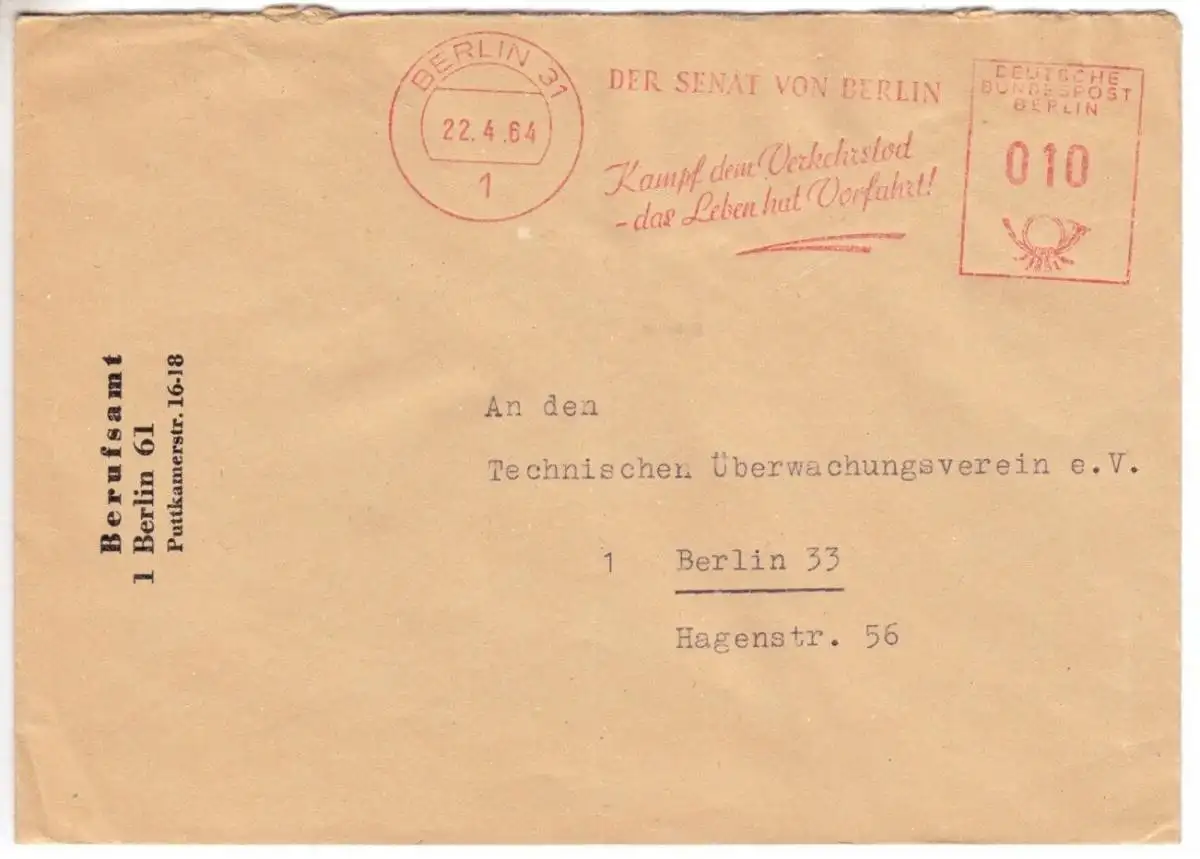 BERLIN 31
22.4.64
1
DER SENAT VON BERLIN
Kampf dem Verkehrstod
- das Leben hat Vorfahrt!
DEUTSCHE
BUNDESPOST
BERLIN
010
Berufsamt
1 Berlin 61
Puttkamerstr. 16-18
An den
Technischen Überwachungsverein e.V.
1 Berlin 33
Hagenstr. 56